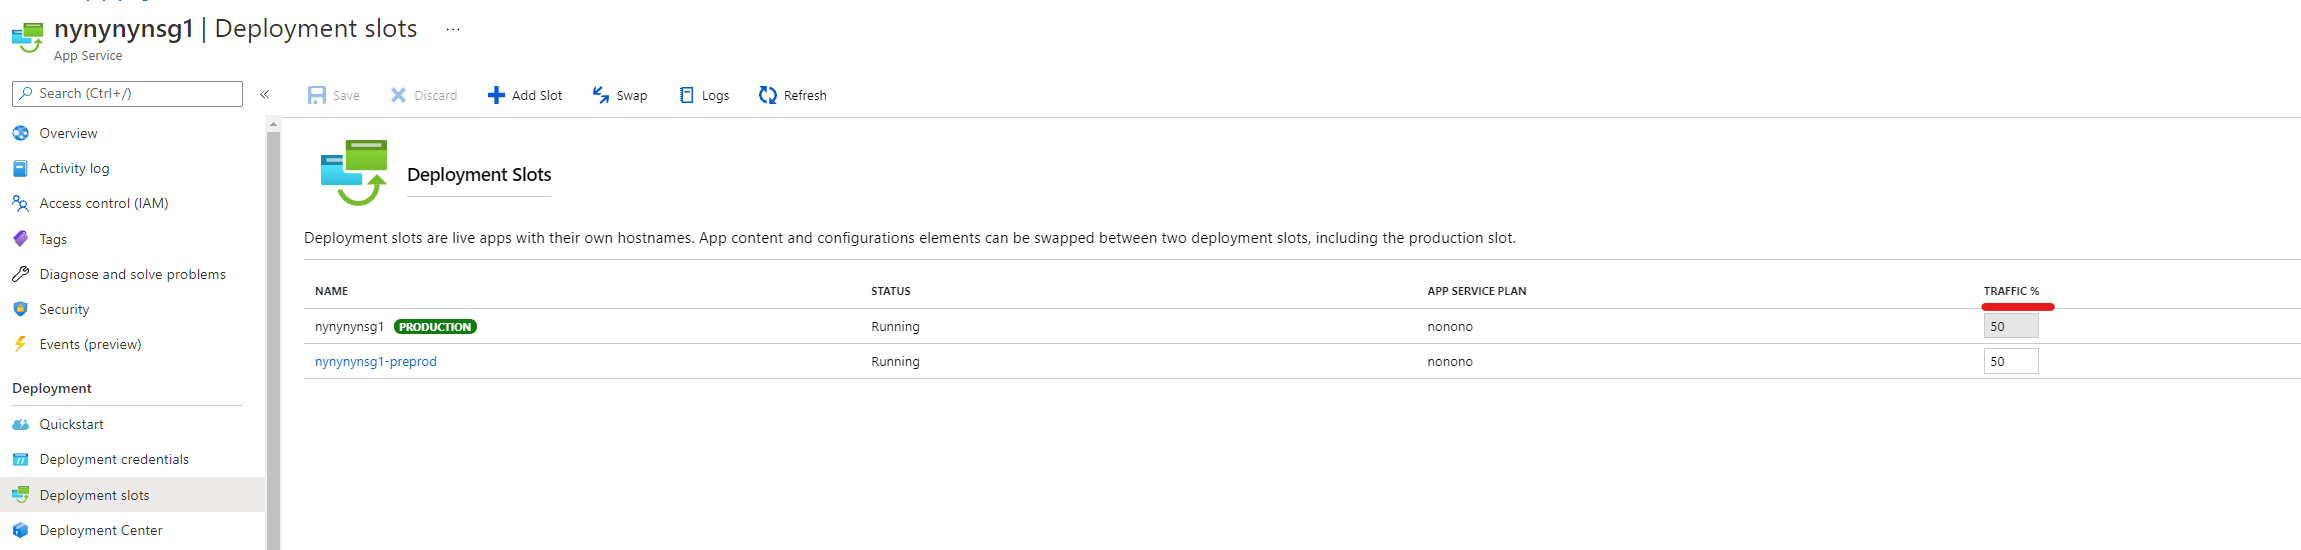 nynynynsg1 | Deployment slots ...
App Service
Search (Ctrl+/) «
Save Discard Add Slot Swap Logs Refresh
Overview
Activity log
Access control (IAM)
Tags
Diagnose and solve problems
Security
Events (preview)
Deployment
Quickstart
Deployment credentials
Deployment slots
Deployment Center
Deployment Slots
Deployment slots are live apps with their own hostnames. App content and configurations elements can be swapped between two deployment slots, including the production slot.
NAME STATUS APP SERVICE PLAN TRAFFIC %
nynynynsg1 PRODUCTION Running nonono 50
nynynynsg1-preprod Running nonono 50